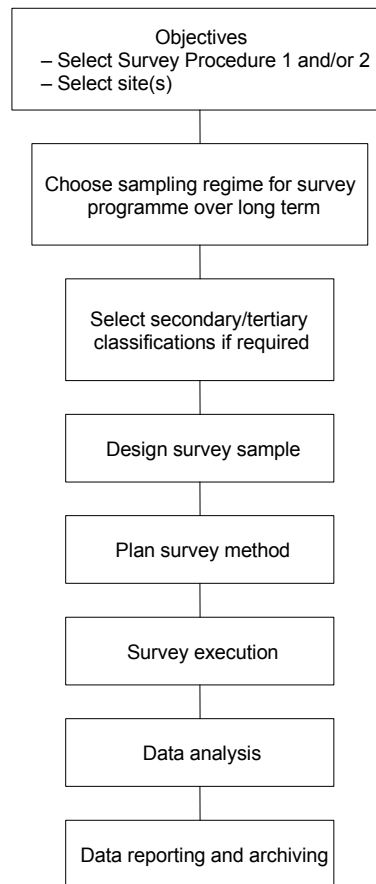 Objectives
– Select Survey Procedure 1 and/or 2
– Select site(s)
Choose sampling regime for survey
programme over long term
Select secondary/tertiary
classifications if required
Design survey sample
Plan survey method
Survey execution
Data analysis
Data reporting and archiving